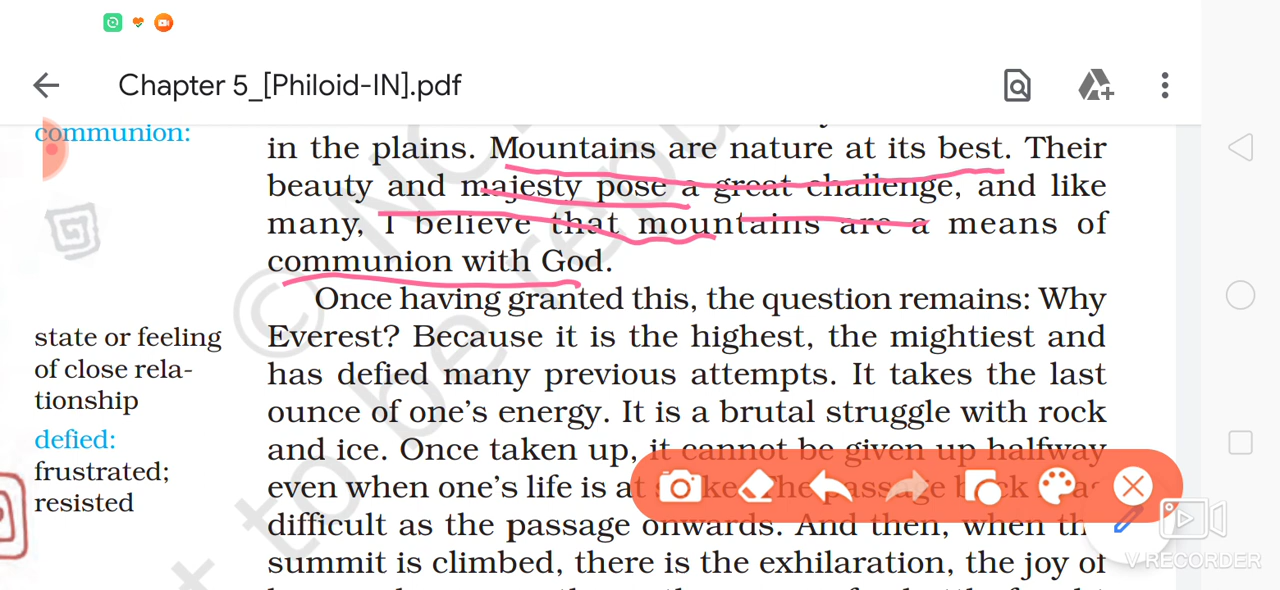 Chapter 5_[Philoid-IN].pdf
communion:
state or feeling
of close rela-
tionship
defied:
frustrated;
resisted
in the plains. Mountains are nature at its best. Their
beauty and majesty pose a great challenge, and like
many, I believe that mountains are a means of
communion with God.
Once having granted this, the question remains: Why
Everest? Because it is the highest, the mightiest and
has defied many previous attempts. It takes the last
ounce of one's energy. It is a brutal struggle with rock
and ice. Once taken up, it cannot be given up halfway
even when one's life is at stake. The passage back
difficult as the passage onwards. And then, when
summit is climbed, there is the exhilaration, the joy of
V RECORDER